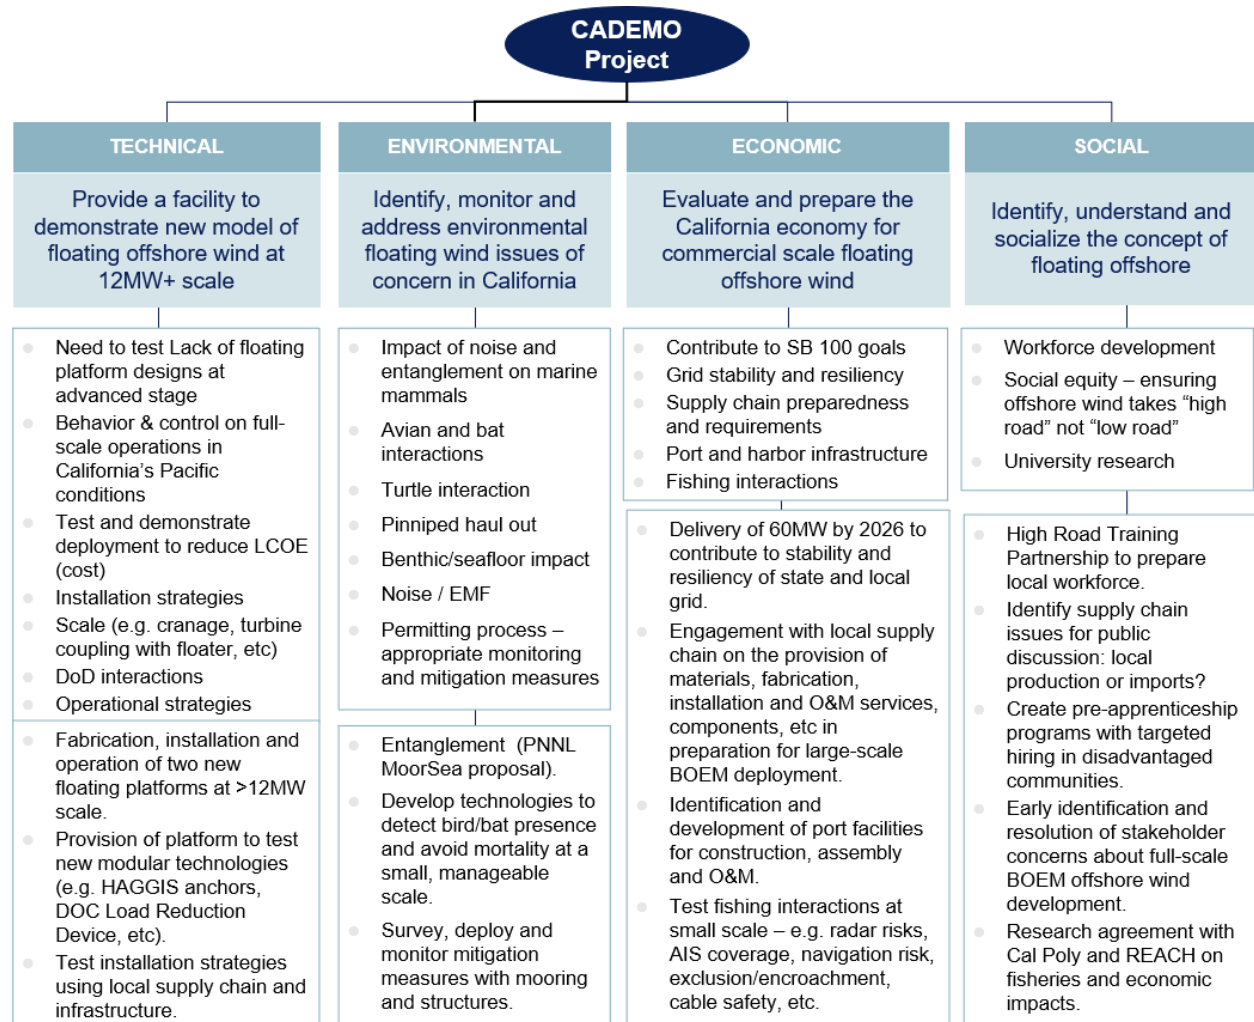 CADEMO
Project
TECHNICAL
Provide a facility to
demonstrate new model of
floating offshore wind at
12MW+ scale
Need to test Lack of floating
platform designs at
advanced stage
Behavior & control on full-
scale operations in
California's Pacific
conditions
Test and demonstrate
deployment to reduce LCOE
(cost)
Installation strategies
Scale (e.g. cranage, turbine
coupling with floater, etc)
DoD interactions
Operational strategies
Fabrication, installation and
operation of two new
floating platforms at >12MW
scale.
Provision of platform to test
new modular technologies
(e.g. HAGGIS anchors,
DOC Load Reduction
Device, etc).
Test installation strategies
using local supply chain and
infrastructure.
ENVIRONMENTAL
Identify, monitor and
address environmental
floating wind issues of
concern in California
Impact of noise and
entanglement on marine
mammals
Avian and bat
interactions
Turtle interaction
Pinniped haul out
Benthic/seafloor impact
Noise / EMF
Permitting process –
appropriate monitoring
and mitigation measures
Entanglement (PNNL
MoorSea proposal).
Develop technologies to
detect bird/bat presence
and avoid mortality at a
small, manageable
scale.
Survey, deploy and
monitor mitigation
measures with mooring
and structures.
ECONOMIC
Evaluate and prepare the
California economy for
commercial scale floating
offshore wind
Contribute to SB 100 goals
Grid stability and resiliency
Supply chain preparedness
and requirements
Port and harbor infrastructure
Fishing interactions
Delivery of 60MW by 2026 to
contribute to stability and
resiliency of state and local
grid.
Engagement with local supply
chain on the provision of
materials, fabrication,
installation and O&M services,
components, etc in
preparation for large-scale
BOEM deployment.
Identification and
development of port facilities
for construction, assembly
and O&M.
Test fishing interactions at
small scale – e.g. radar risks,
AIS coverage, navigation risk,
exclusion/encroachment,
cable safety, etc.
SOCIAL
Identify, understand and
socialize the concept of
floating offshore
Workforce development
Social equity – ensuring
offshore wind takes “high
road” not “low road”
University research
High Road Training
Partnership to prepare
local workforce.
Identify supply chain
issues for public
discussion: local
production or imports?
Create pre-apprenticeship
programs with targeted
hiring in disadvantaged
communities.
Early identification and
resolution of stakeholder
concerns about full-scale
BOEM offshore wind
development.
Research agreement with
Cal Poly and REACH on
fisheries and economic
impacts.